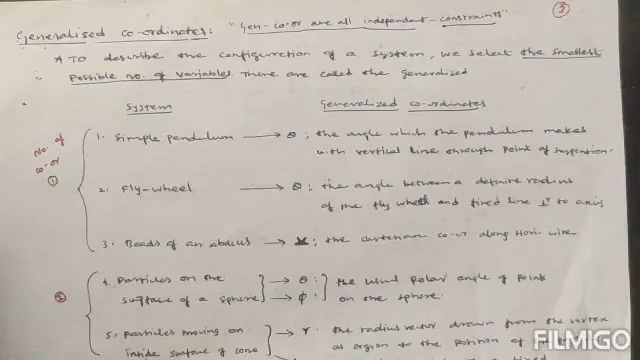 Generalised co-ordinates: "Gen-co-or are all independent constraints"
③
* To describe the configuration of a system, we select the smallest
possible no. of variables. There are called the generalized
System
Generalized co-ordinates
No. of
co-or
①
1. Simple pendulum → θ; the angle which the pendulum makes
with vertical line through point of suspention.
2. Fly-wheel → θ; the angle between a definite radius
of the fly wheel and fixed line ⊥r to axis
3. Beads of an abacus → x; the cartesian co-or along Hori. wire
②
4. Particles on the → θ: the usual polar angle of point
surface of a sphere → φ: on the sphere.
5. Particles moving on → r: the radius vector drawn from the vertex
inside surface of cone as origion to the position of
fixed
MADE WITH
FILMIGO